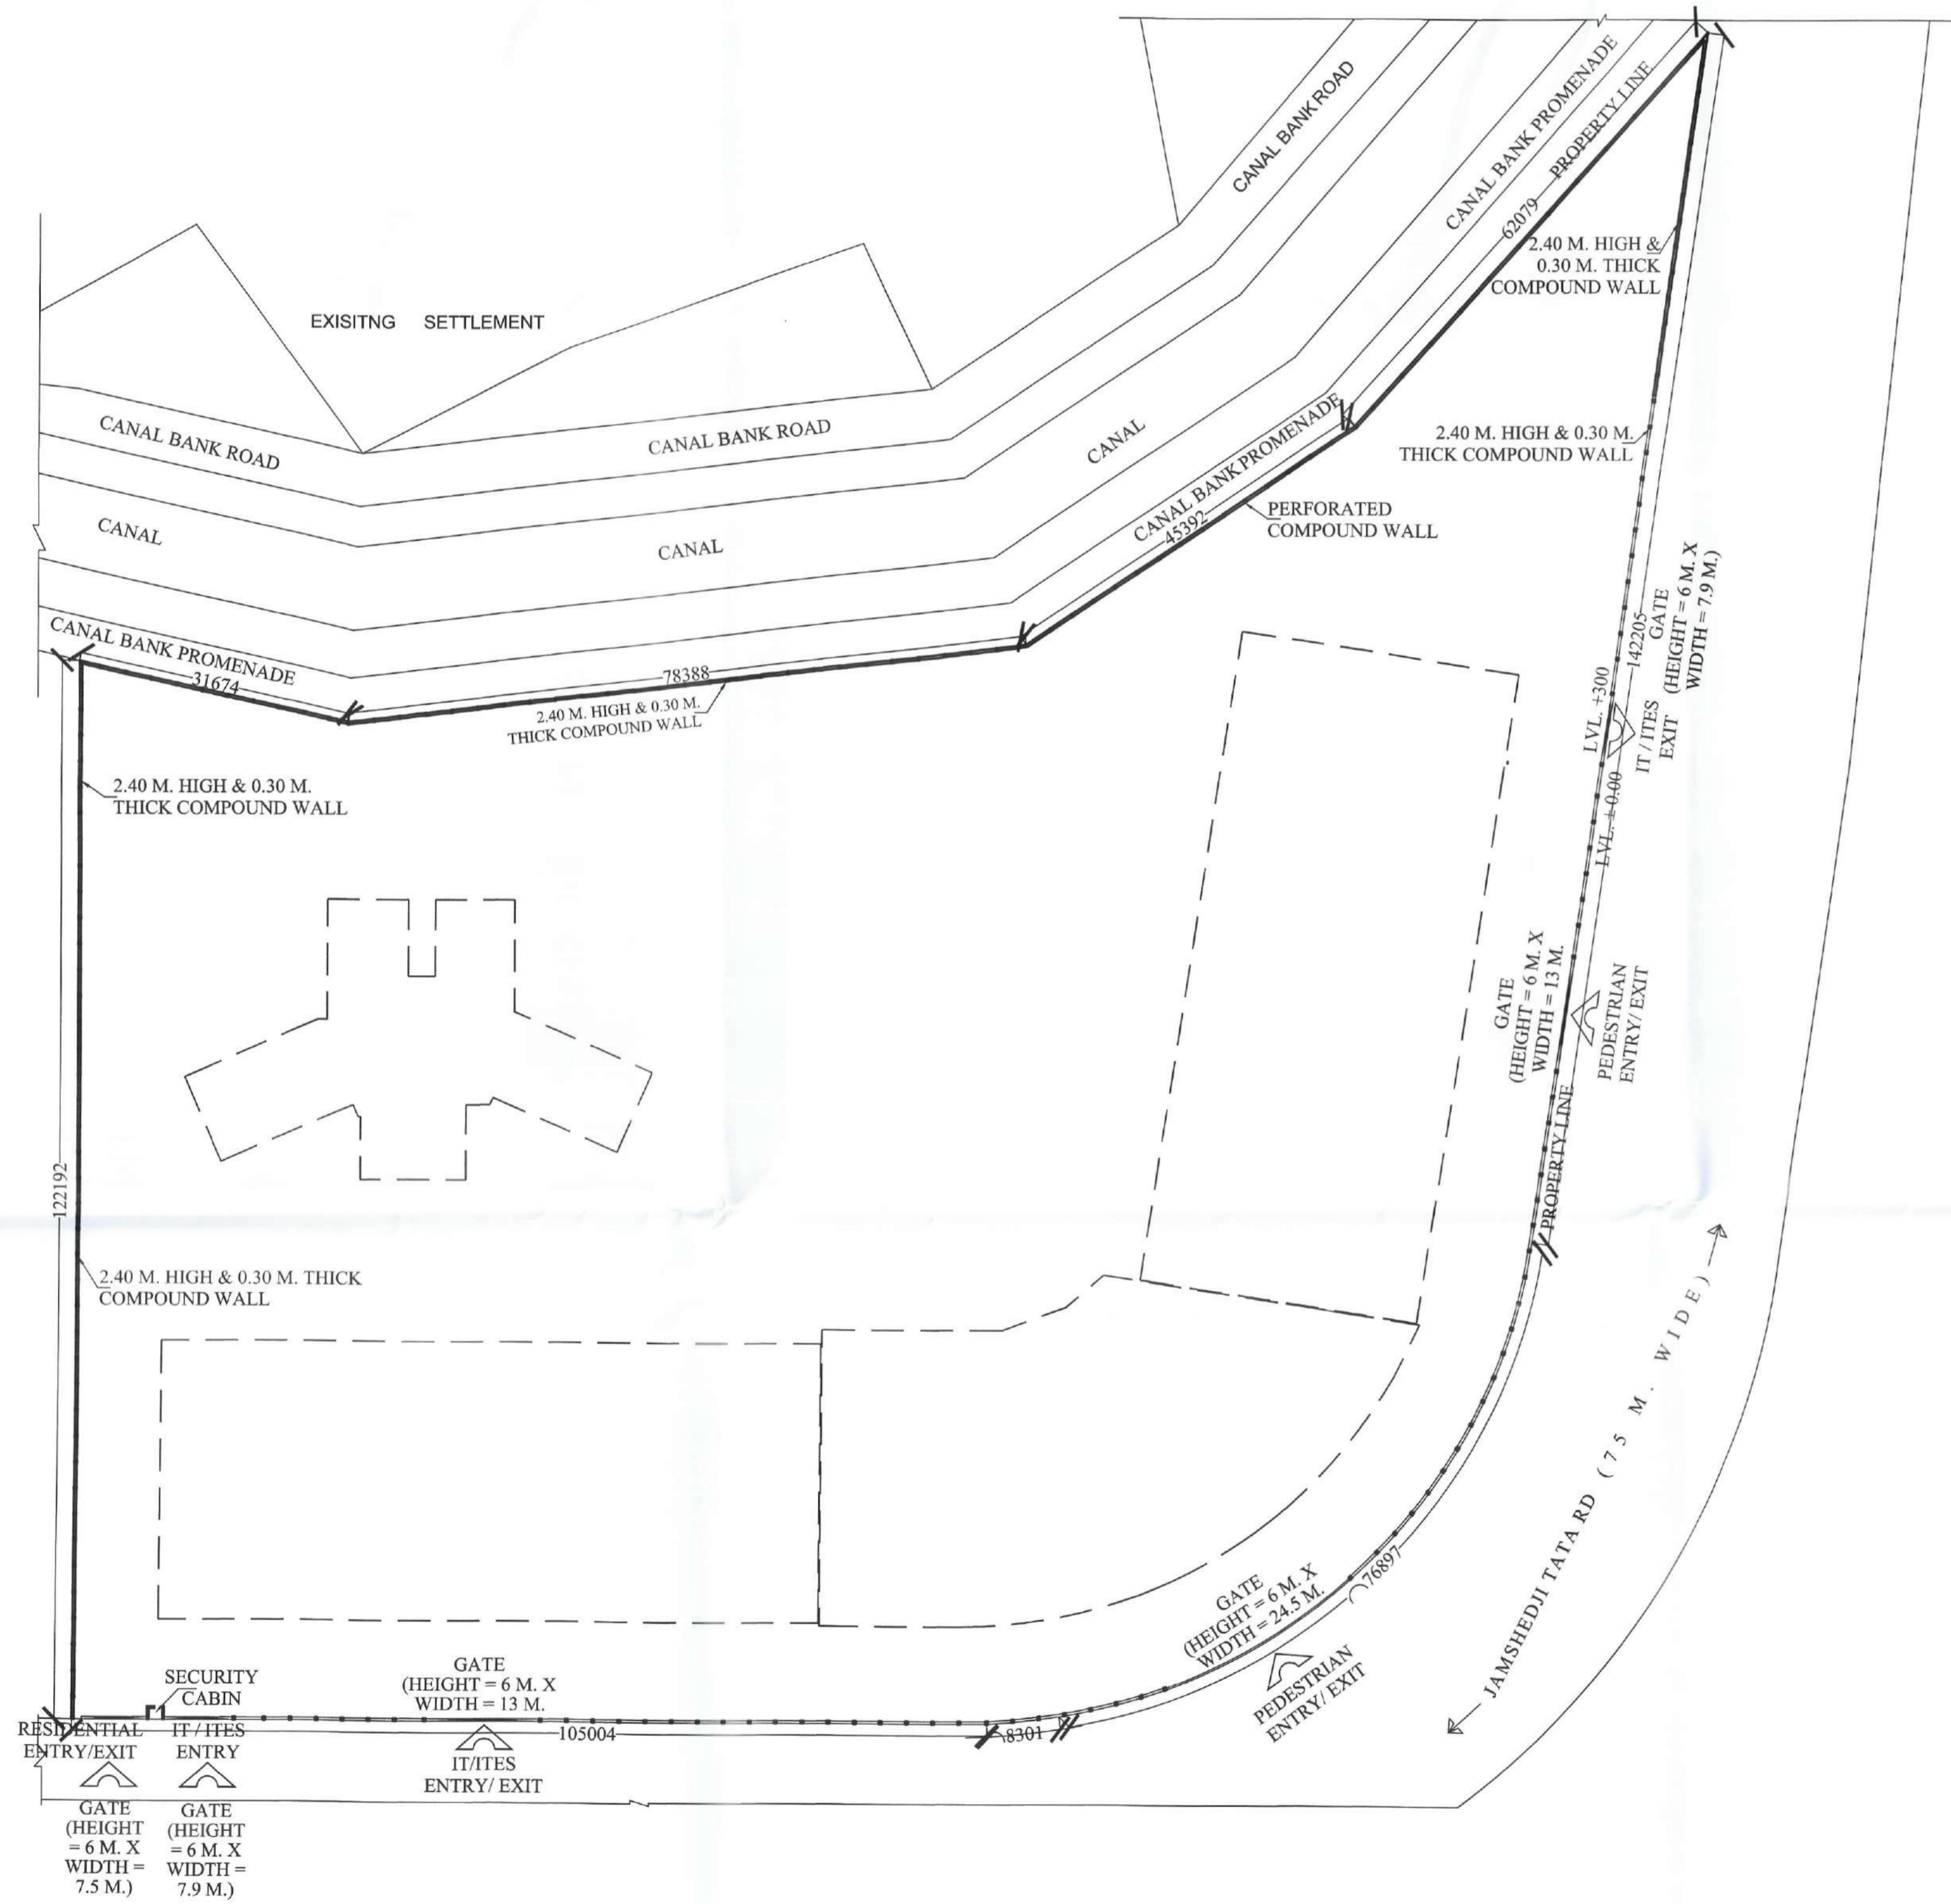 CANAL BANK ROAD
CANAL BANK PROMENADE
PROPERTY LINE
62079
2.40 M. HIGH &
0.30 M. THICK
COMPOUND WALL
EXISITNG SETTLEMENT
CANAL BANK ROAD
CANAL BANK ROAD
CANAL
2.40 M. HIGH & 0.30 M.
THICK COMPOUND WALL
CANAL BANK PROMENADE
45392
PERFORATED
COMPOUND WALL
CANAL
CANAL
CANAL BANK PROMENADE
31674
78388
2.40 M. HIGH & 0.30 M.
THICK COMPOUND WALL
142205
GATE
(HEIGHT = 6 M. X
WIDTH = 7.9 M.)
LVL. +300
IT / ITES
EXIT
LVL. ±0.00
2.40 M. HIGH & 0.30 M.
THICK COMPOUND WALL
GATE
(HEIGHT = 6 M. X
WIDTH = 13 M.
PEDESTRIAN
ENTRY/ EXIT
PROPERTY LINE
122192
2.40 M. HIGH & 0.30 M. THICK
COMPOUND WALL
JAMSHEDJI TATA RD (75 M. WIDE)
76897
GATE
(HEIGHT = 6 M. X
WIDTH = 24.5 M.
PEDESTRIAN
ENTRY/ EXIT
SECURITY
CABIN
GATE
(HEIGHT = 6 M. X
WIDTH = 13 M.
105004
8301
RESIDENTIAL
ENTRY/EXIT
IT / ITES
ENTRY
IT/ITES
ENTRY/ EXIT
GATE
(HEIGHT
= 6 M. X
WIDTH =
7.5 M.)
GATE
(HEIGHT
= 6 M. X
WIDTH =
7.9 M.)